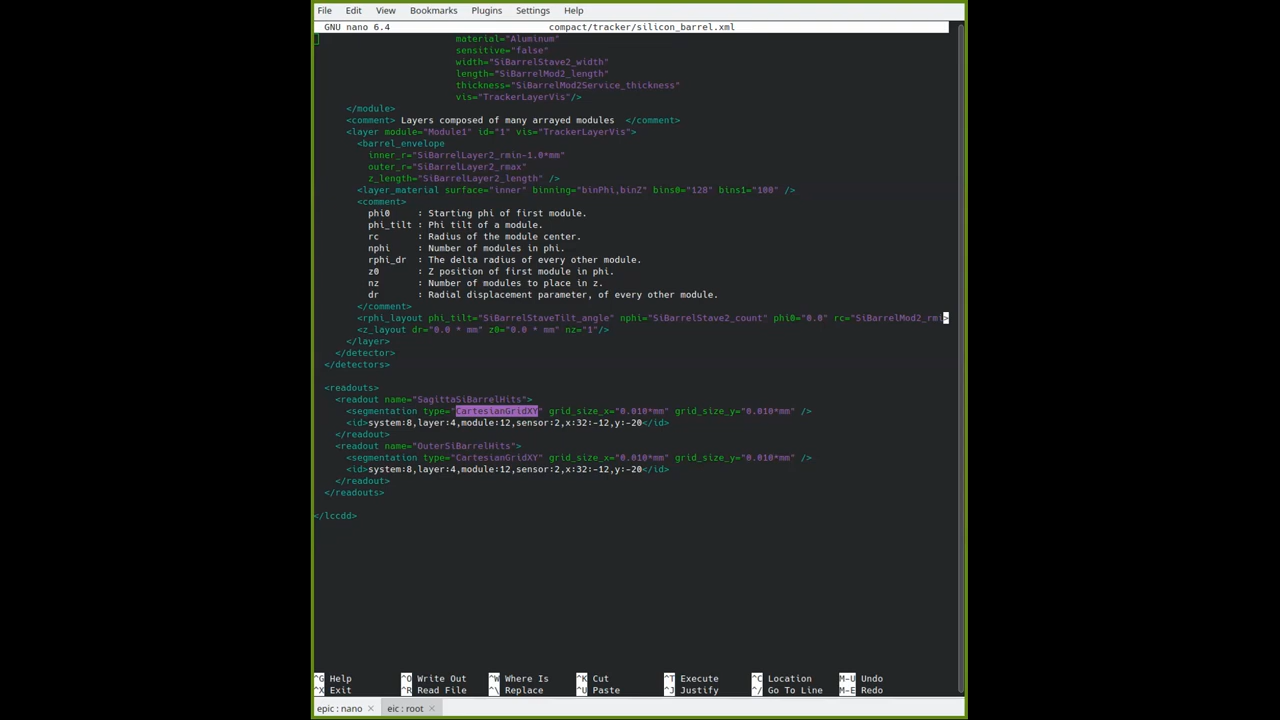 File Edit View Bookmarks Plugins Settings Help
GNU nano 6.4 compact/tracker/silicon_barrel.xml
material="Aluminum"
sensitive="false"
width="SiBarrelStave2_width"
length="SiBarrelMod2_length"
thickness="SiBarrelMod2Service_thickness"
vis="TrackerLayerVis"/>
</module>
<comment> Layers composed of many arrayed modules </comment>
<layer module="Module1" id="1" vis="TrackerLayerVis">
<barrel_envelope
inner_r="SiBarrelLayer2_rmin-1.0*mm"
outer_r="SiBarrelLayer2_rmax"
z_length="SiBarrelLayer2_length" />
<layer_material surface="inner" binning="binPhi,binZ" bins0="128" bins1="100" />
<comment>
phi0 : Starting phi of first module.
phi_tilt : Phi tilt of a module.
rc : Radius of the module center.
nphi : Number of modules in phi.
rphi_dr : The delta radius of every other module.
z0 : Z position of first module in phi.
nz : Number of modules to place in z.
dr : Radial displacement parameter, of every other module.
</comment>
<rphi_layout phi_tilt="SiBarrelStaveTilt_angle" nphi="SiBarrelStave2_count" phi0="0.0" rc="SiBarrelMod2_rmi>
<z_layout dr="0.0 * mm" z0="0.0 * mm" nz="1"/>
</layer>
</detector>
</detectors>
<readouts>
<readout name="SagittaSiBarrelHits">
<segmentation type="CartesianGridXY" grid_size_x="0.010*mm" grid_size_y="0.010*mm" />
<id>system:8,layer:4,module:12,sensor:2,x:32:-12,y:-20</id>
</readout>
<readout name="OuterSiBarrelHits">
<segmentation type="CartesianGridXY" grid_size_x="0.010*mm" grid_size_y="0.010*mm" />
<id>system:8,layer:4,module:12,sensor:2,x:32:-12,y:-20</id>
</readout>
</readouts>
</lccdd>
^G Help ^O Write Out ^W Where Is ^K Cut ^T Execute ^C Location M-U Undo
^X Exit ^R Read File ^\ Replace ^U Paste ^J Justify ^/ Go To Line M-E Redo
epic : nano × eic : root ×